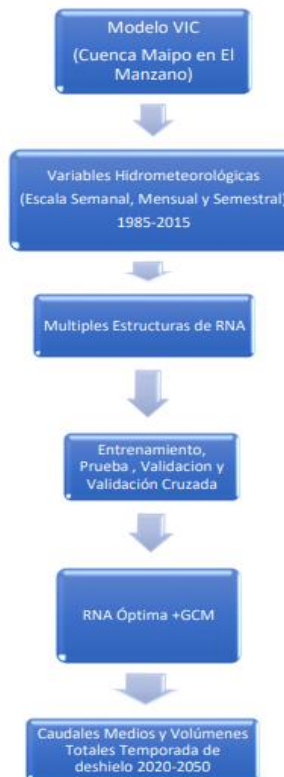 Modelo VIC
(Cuenca Maipo en El
Manzano)
Variables Hidrometeorológicas
(Escala Semanal, Mensual y Semestral)
1985-2015
Multiples Estructuras de RNA
Entrenamiento,
Prueba , Validacion y
Validación Cruzada
RNA Óptima +GCM
Caudales Medios y Volúmenes
Totales Temporada de
deshielo 2020-2050